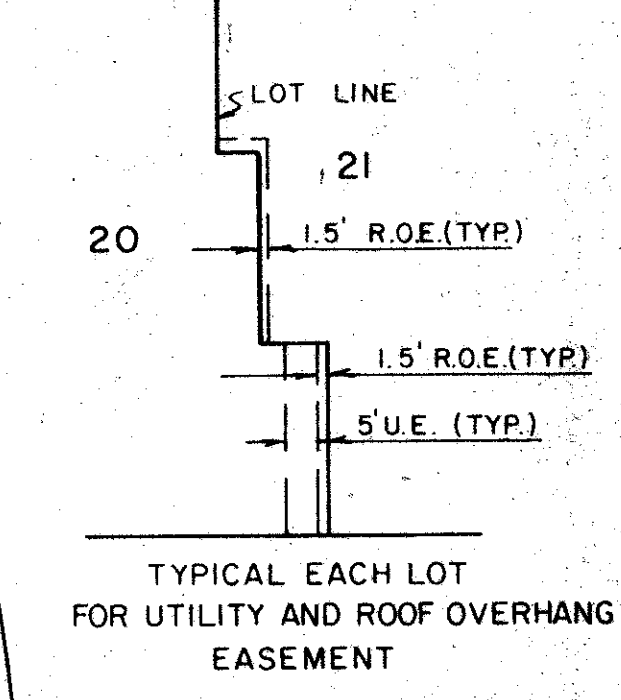 LOT LINE
21
20
1.5' R.O.E.(TYP.)
1.5' R.O.E.(TYP.)
5' U.E. (TYP.)
TYPICAL EACH LOT
FOR UTILITY AND ROOF OVERHANG
EASEMENT